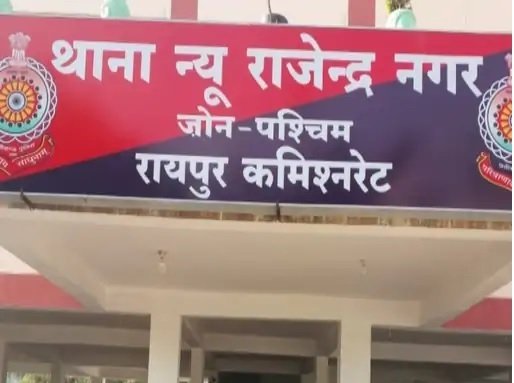 थाना न्यू राजेन्द्र नगर
जोन-पश्चिम
रायपुर कमिश्नरेट